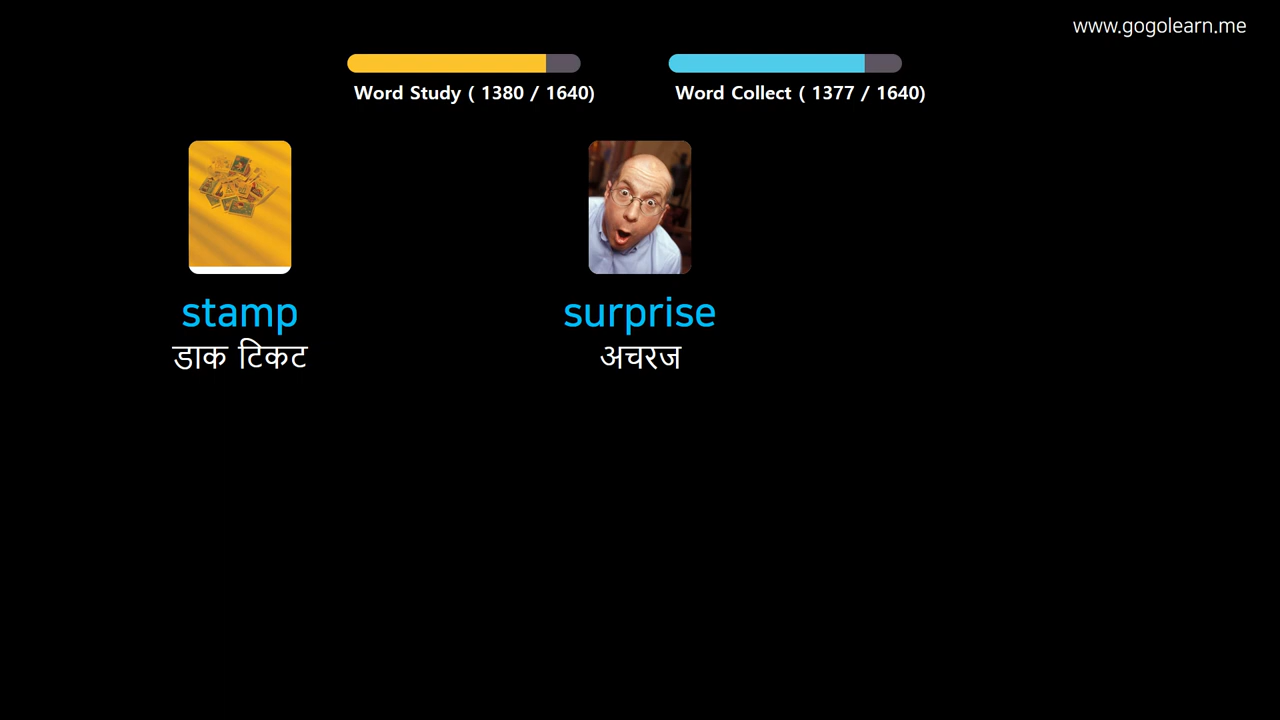 www.gogolearn.me
Word Study ( 1380 / 1640)
Word Collect ( 1377 / 1640)
stamp
डाक टिकट
surprise
अचरज